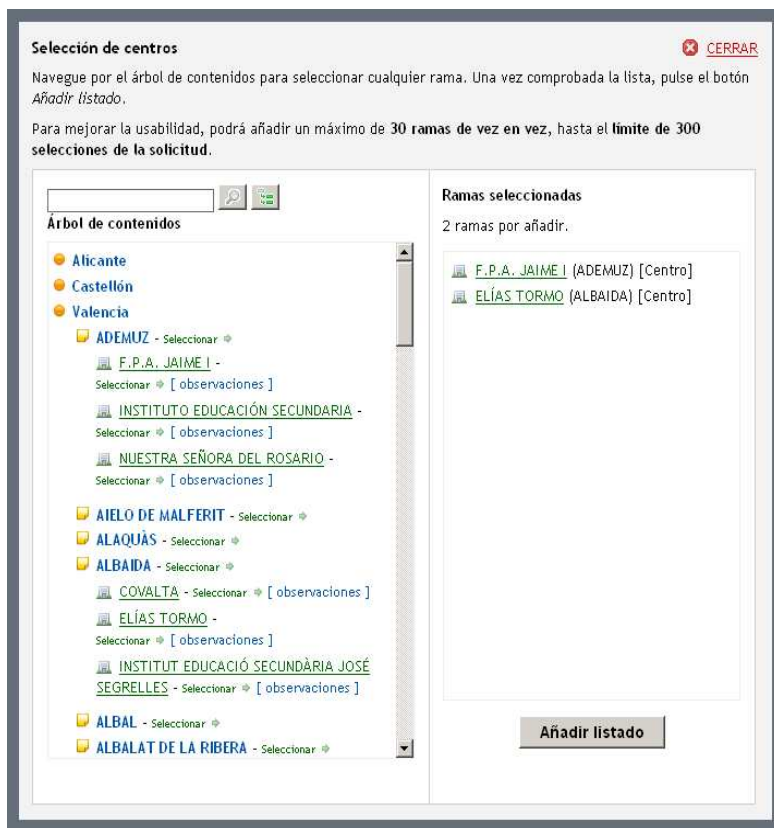 Selección de centros
CERRAR
Navegue por el árbol de contenidos para seleccionar cualquier rama. Una vez comprobada la lista, pulse el botón
Añadir listado.
Para mejorar la usabilidad, podrá añadir un máximo de 30 ramas de vez en vez, hasta el límite de 300
selecciones de la solicitud.
Árbol de contenidos
Alicante
Castellón
Valencia
ADEMUZ - Seleccionar
F.P.A. JAIME I -
Seleccionar [ observaciones ]
INSTITUTO EDUCACIÓN SECUNDARIA -
Seleccionar [ observaciones ]
NUESTRA SEÑORA DEL ROSARIO -
Seleccionar [ observaciones ]
AIELO DE MALFERIT - Seleccionar
ALAQUÀS - Seleccionar
ALBAIDA - Seleccionar
COVALTA - Seleccionar [ observaciones ]
ELÍAS TORMO -
Seleccionar [ observaciones ]
INSTITUT EDUCACIÓ SECUNDÀRIA JOSÉ
SEGRELLES - Seleccionar [ observaciones ]
ALBAL - Seleccionar
ALBALAT DE LA RIBERA - Seleccionar
Ramas seleccionadas
2 ramas por añadir.
F.P.A. JAIME I (ADEMUZ) [Centro]
ELÍAS TORMO (ALBAIDA) [Centro]
Añadir listado